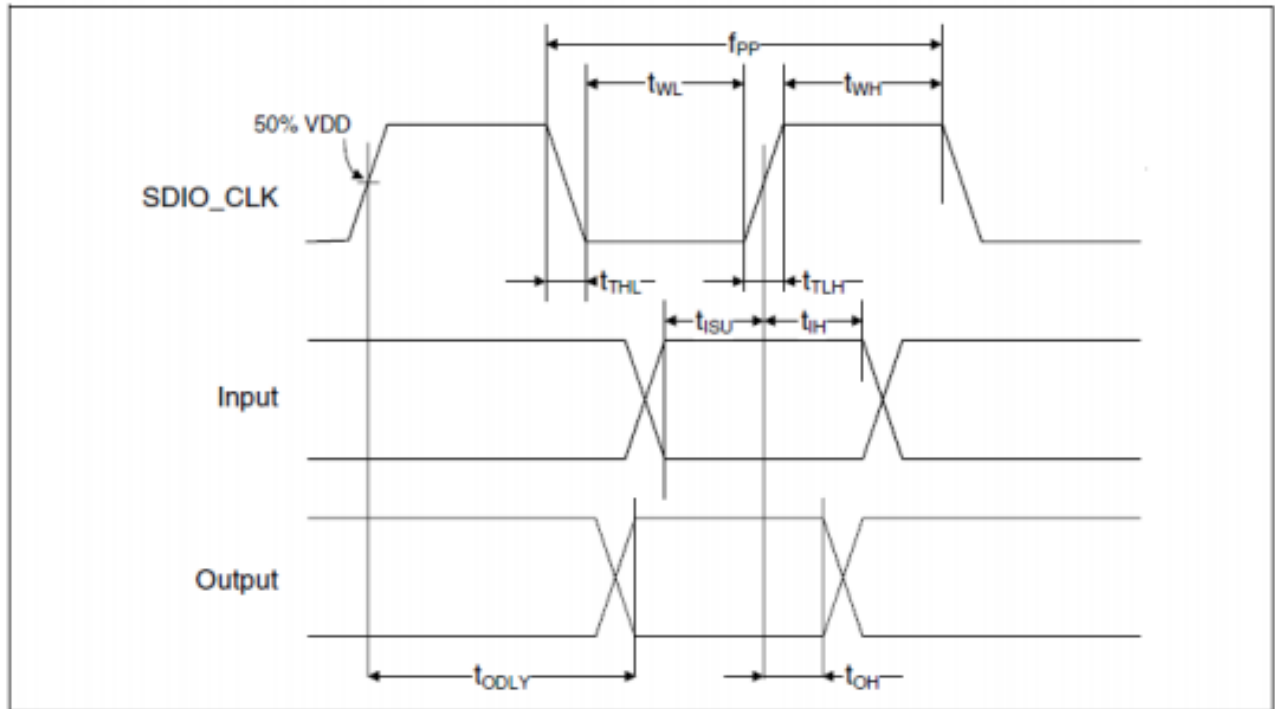 fPP
tWL
tWH
50% VDD
SDIO_CLK
tTHL
tTLH
tISU
tIH
Input
Output
tODLY
tOH